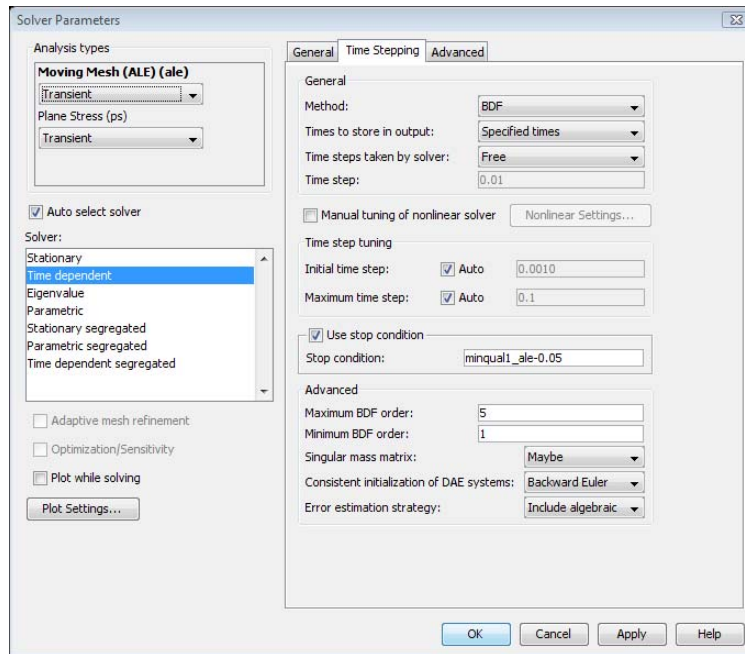 Solver Parameters
Analysis types
Moving Mesh (ALE) (ale)
Transient
Plane Stress (ps)
Transient
Auto select solver
Solver:
Stationary
Time dependent
Eigenvalue
Parametric
Stationary segregated
Parametric segregated
Time dependent segregated
Adaptive mesh refinement
Optimization/Sensitivity
Plot while solving
Plot Settings...
General Time Stepping Advanced
General
Method: BDF
Times to store in output: Specified times
Time steps taken by solver: Free
Time step: 0.01
Manual tuning of nonlinear solver Nonlinear Settings...
Time step tuning
Initial time step: Auto 0.0010
Maximum time step: Auto 0.1
Use stop condition
Stop condition: minqual1_ale-0.05
Advanced
Maximum BDF order: 5
Minimum BDF order: 1
Singular mass matrix: Maybe
Consistent initialization of DAE systems: Backward Euler
Error estimation strategy: Include algebraic
OK Cancel Apply Help